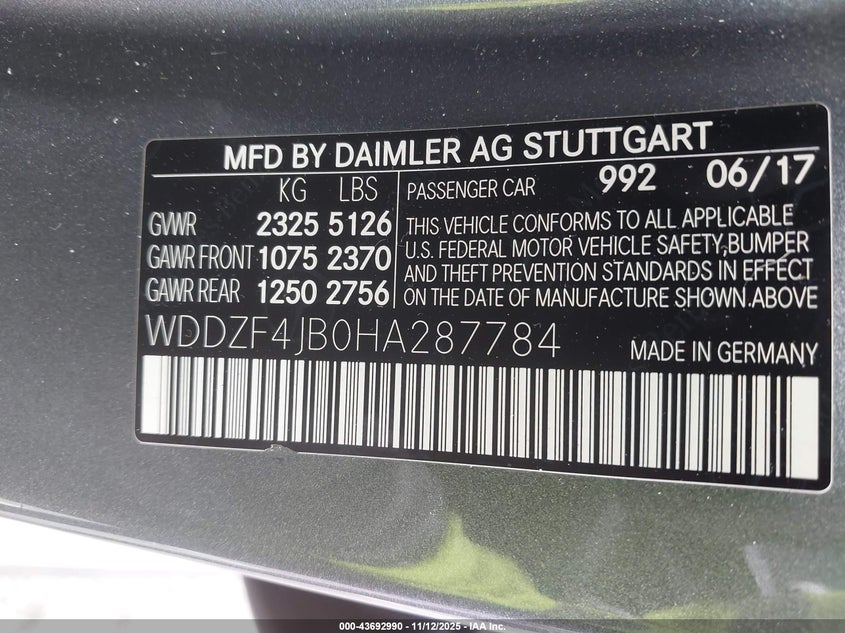 MFD BY DAIMLER AG STUTTGART
KG LBS
GVWR 2325 5126
GAWR FRONT 1075 2370
GAWR REAR 1250 2756
PASSENGER CAR 992 06/17
THIS VEHICLE CONFORMS TO ALL APPLICABLE
U.S. FEDERAL MOTOR VEHICLE SAFETY,BUMPER
AND THEFT PREVENTION STANDARDS IN EFFECT
ON THE DATE OF MANUFACTURE SHOWN.ABOVE
WDDZF4JB0HA287784
MADE IN GERMANY
000-43692990 - 11/12/2025 - © IAA Inc.